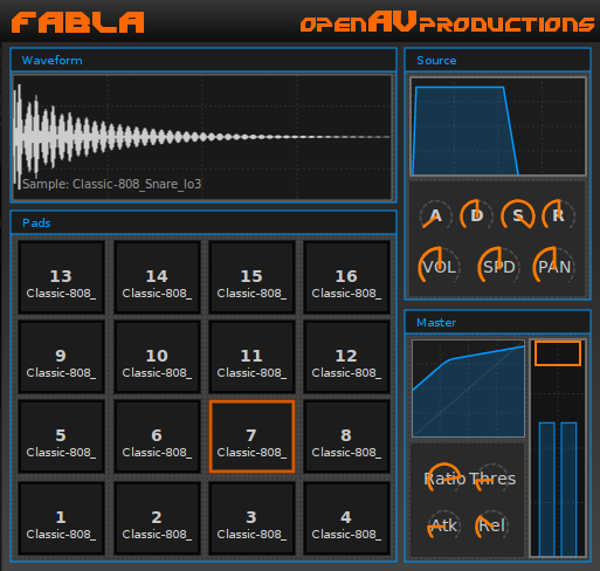 FABLA
OPENAVPRODUCTIONS
Waveform
Sample: Classic-808_Snare_lo3
Source
A D S R
VOL SPD PAN
Pads
13 14 15 16
Classic-808_ Classic-808_ Classic-808_ Classic-808_
9 10 11 12
Classic-808_ Classic-808_ Classic-808_ Classic-808_
5 6 7 8
Classic-808_ Classic-808_ Classic-808_ Classic-808_
1 2 3 4
Classic-808_ Classic-808_ Classic-808_ Classic-808_
Master
Ratio Thres
Atk Rel